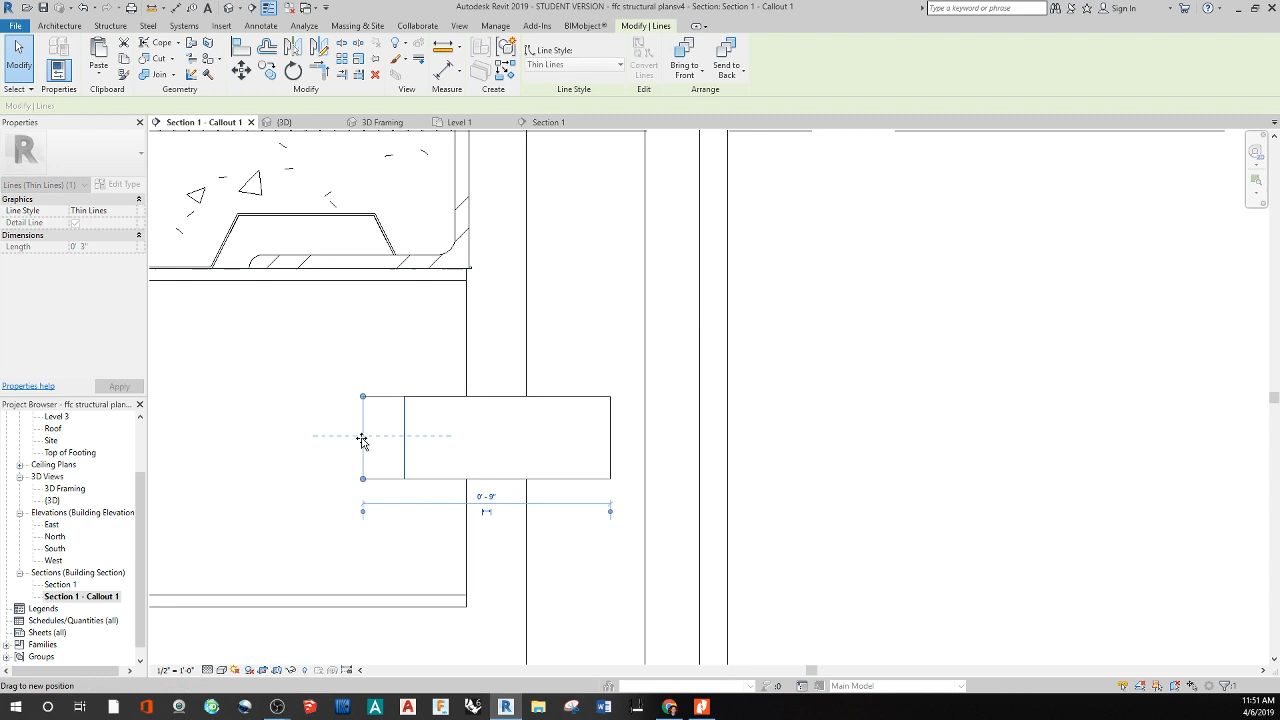 Autodesk Revit 2019 - STUDENT VERSION - ffc structural plansv4 - Section: Section 1 - Callout 1
Type a keyword or phrase
Sign In
File
Architecture
Structure
Steel
Systems
Insert
Annotate
Analyze
Massing & Site
Collaborate
View
Manage
Add-Ins
BIMobject®
Modify | Lines
Modify
Paste
Cope
Cut
Join
Line Style:
Thin Lines
Convert
Lines
Bring to
Front
Send to
Back
Select
Properties
Clipboard
Geometry
Modify
View
Measure
Create
Line Style
Edit
Arrange
Modify | Lines
Properties
Section 1 - Callout 1
{3D}
3D Framing
Level 1
Section 1
Lines (Thin Lines) (1)
Edit Type
Graphics
Line Style
Thin Lines
Detail Line
Dimensions
Length
0' 3"
Properties help
Apply
Project Browser - ffc structural plan...
Level 3
Roof
Site
Top of Footing
Ceiling Plans
3D Views
3D Framing
{3D}
Elevations (Building Elevation
East
North
South
West
Sections (Building Section)
Section 1
Section 1 - Callout 1
Legends
Schedules/Quantities (all)
Sheets (all)
Families
Groups
0' - 9"
1/2" = 1'-0"
Drag to new position
:0
Main Model
:1
11:51 AM
4/6/2019